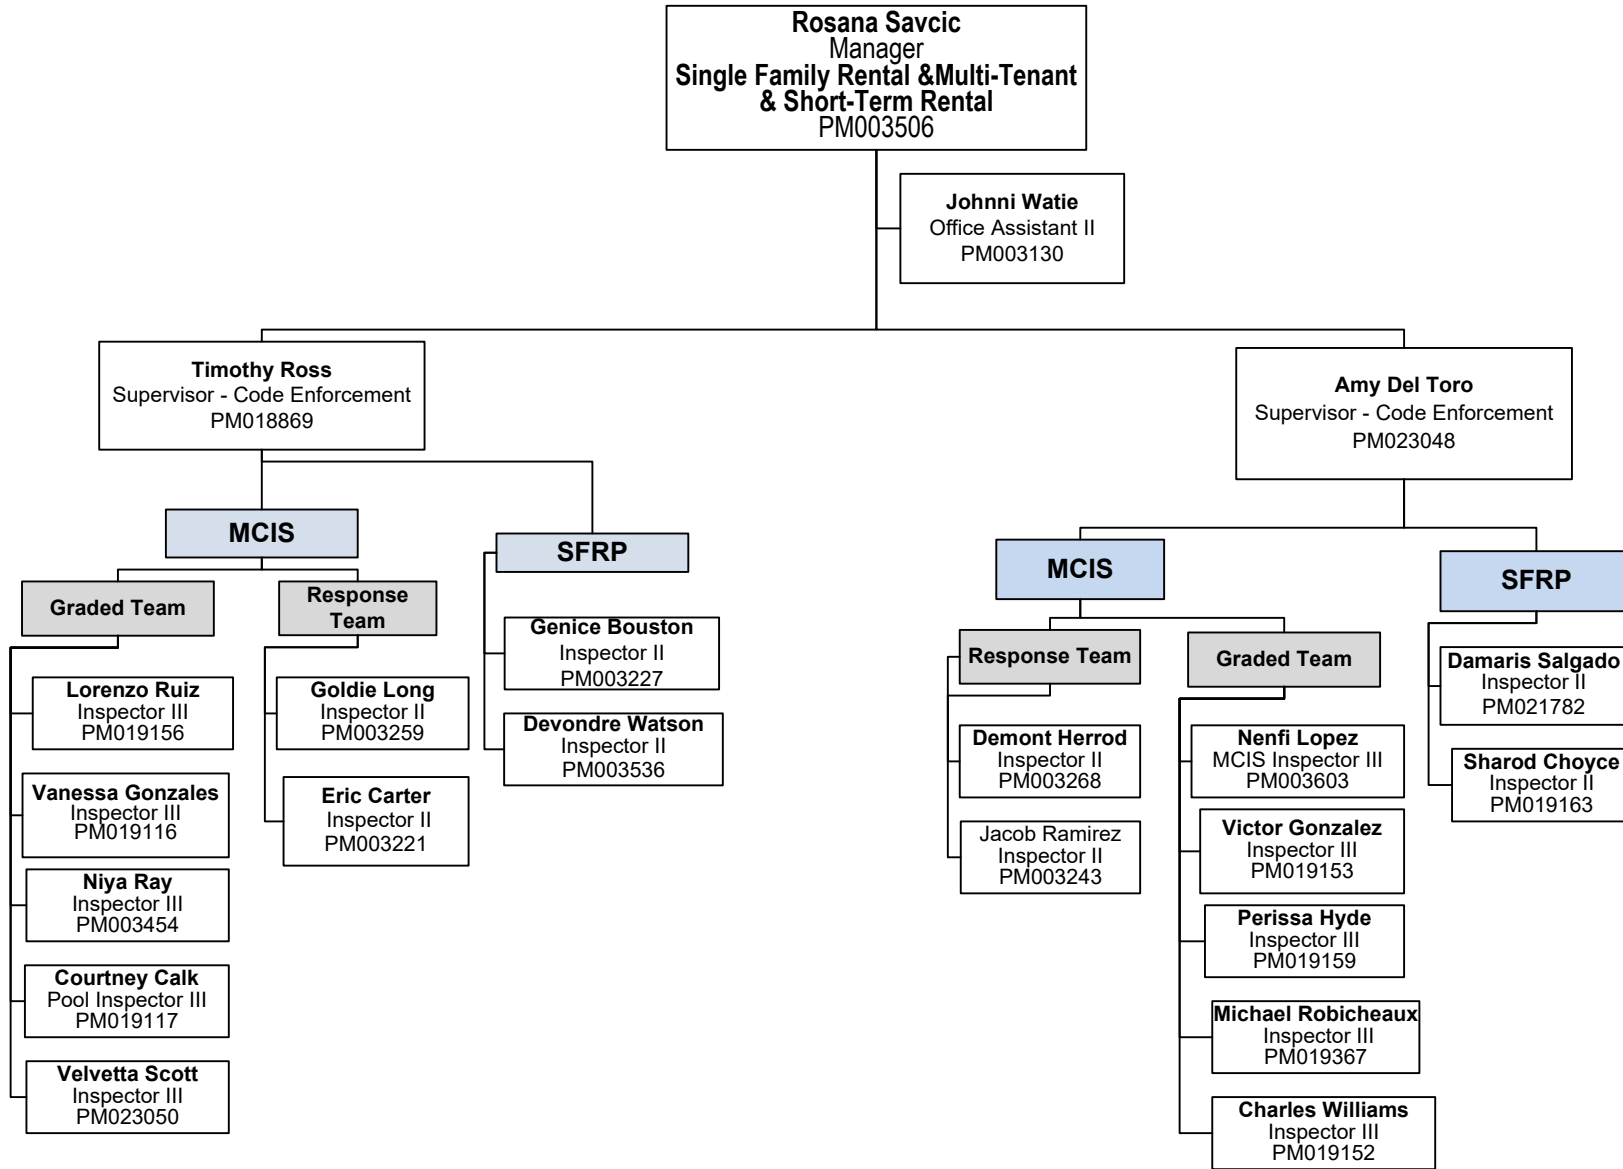 Rosana Savcic
Manager
Single Family Rental &Multi-Tenant
& Short-Term Rental
PM003506
Johnni Watie
Office Assistant II
PM003130
Timothy Ross
Supervisor - Code Enforcement
PM018869
Amy Del Toro
Supervisor - Code Enforcement
PM023048
MCIS
SFRP
Graded Team
Response
Team
Lorenzo Ruiz
Inspector III
PM019156
Vanessa Gonzales
Inspector III
PM019116
Niya Ray
Inspector III
PM003454
Courtney Calk
Pool Inspector III
PM019117
Velvetta Scott
Inspector III
PM023050
Goldie Long
Inspector II
PM003259
Eric Carter
Inspector II
PM003221
Genice Bouston
Inspector II
PM003227
Devondre Watson
Inspector II
PM003536
MCIS
SFRP
Response Team
Graded Team
Demont Herrod
Inspector II
PM003268
Jacob Ramirez
Inspector II
PM003243
Nenfi Lopez
MCIS Inspector III
PM003603
Victor Gonzalez
Inspector III
PM019153
Perissa Hyde
Inspector III
PM019159
Michael Robicheaux
Inspector III
PM019367
Charles Williams
Inspector III
PM019152
Damaris Salgado
Inspector II
PM021782
Sharod Choyce
Inspector II
PM019163